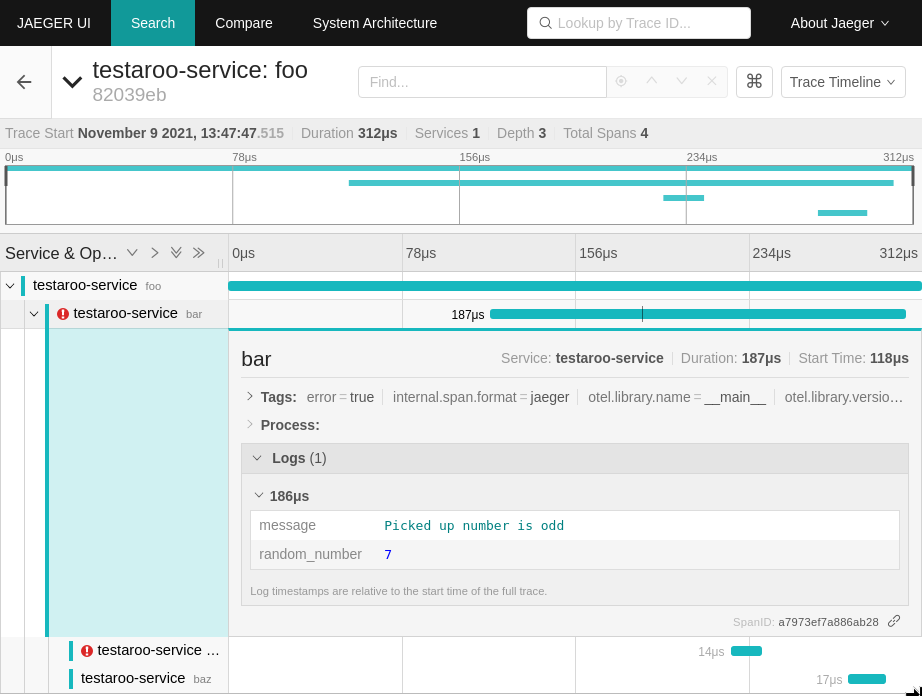 JAEGER UI Search Compare System Architecture Lookup by Trace ID... About Jaeger
testaroo-service: foo
82039eb
Find... ⌘ Trace Timeline
Trace Start November 9 2021, 13:47:47.515 Duration 312μs Services 1 Depth 3 Total Spans 4
0μs 78μs 156μs 234μs 312μs
Service & Op… 0μs 78μs 156μs 234μs 312μs
testaroo-service foo
testaroo-service bar 187μs
bar Service: testaroo-service Duration: 187μs Start Time: 118μs
Tags: error = true internal.span.format = jaeger otel.library.name = __main__ otel.library.versio…
Process:
Logs (1)
186μs
message Picked up number is odd
random_number 7
Log timestamps are relative to the start time of the full trace.
SpanID: a7973ef7a886ab28
testaroo-service … 14μs
testaroo-service baz 17μs